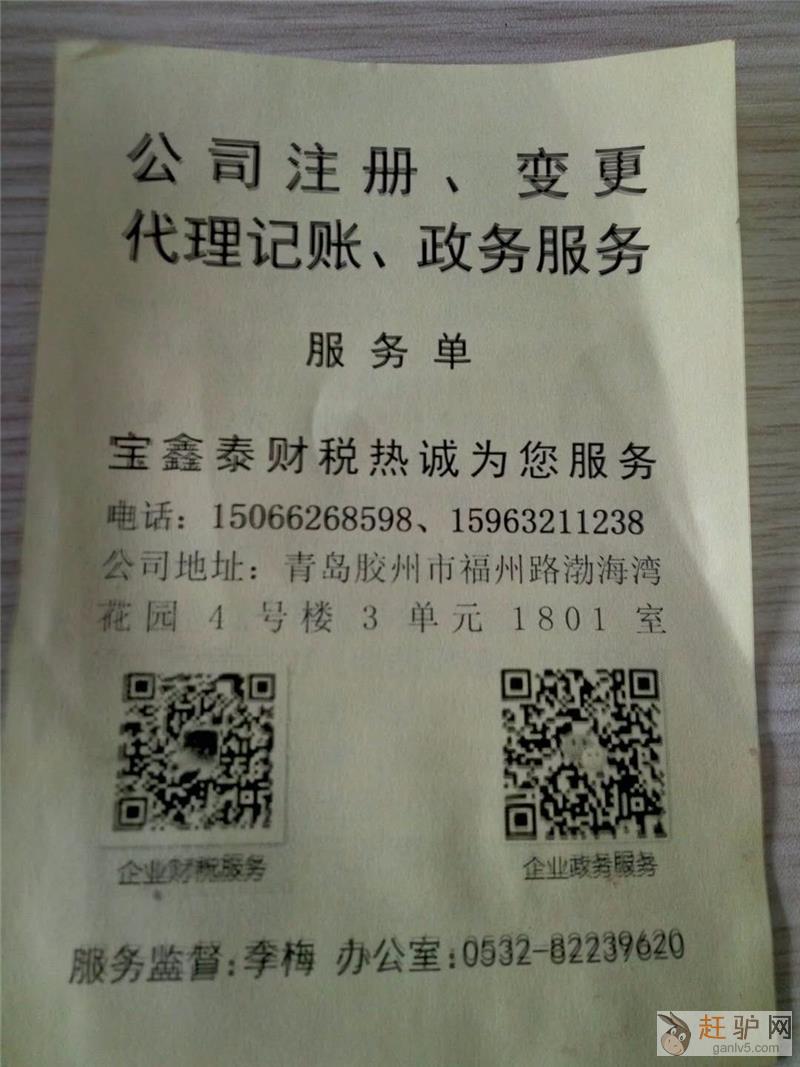 公司注册、变更
代理记账、政务服务
服务单
宝鑫泰财税热诚为您服务
电话：15066268598、15963211238
公司地址：青岛胶州市福州路渤海湾
花园 4 号楼 3 单元 1801 室
企业财税服务
企业政务服务
服务监督:李梅 办公室:0532-82239620
赶驴网
ganlv5.com